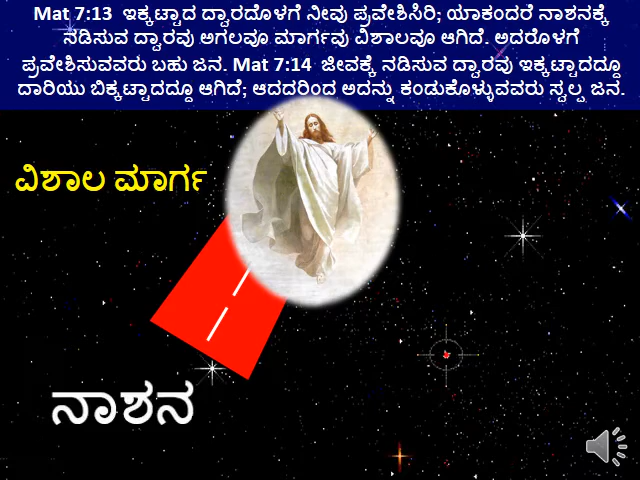 Mat 7:13 ಇಕ್ಕಟ್ಟಾದ ದ್ವಾರದೊಳಗೆ ನೀವು ಪ್ರವೇಶಿಸಿರಿ; ಯಾಕಂದರೆ ನಾಶನಕ್ಕೆ
ನಡಿಸುವ ದ್ವಾರವು ಅಗಲವೂ ಮಾರ್ಗವು ವಿಶಾಲವೂ ಆಗಿದೆ. ಅದರೊಳಗೆ
ಪ್ರವೇಶಿಸುವವರು ಬಹು ಜನ. Mat 7:14 ಜೀವಕ್ಕೆ ನಡಿಸುವ ದ್ವಾರವು ಇಕ್ಕಟ್ಟಾದದ್ದೂ
ದಾರಿಯು ಬಿಕ್ಕಟ್ಟಾದದ್ದೂ ಆಗಿದೆ; ಆದದರಿಂದ ಅದನ್ನು ಕಂಡುಕೊಳ್ಳುವವರು ಸ್ವಲ್ಪ ಜನ.
ವಿಶಾಲ ಮಾರ್ಗ
ನಾಶನ